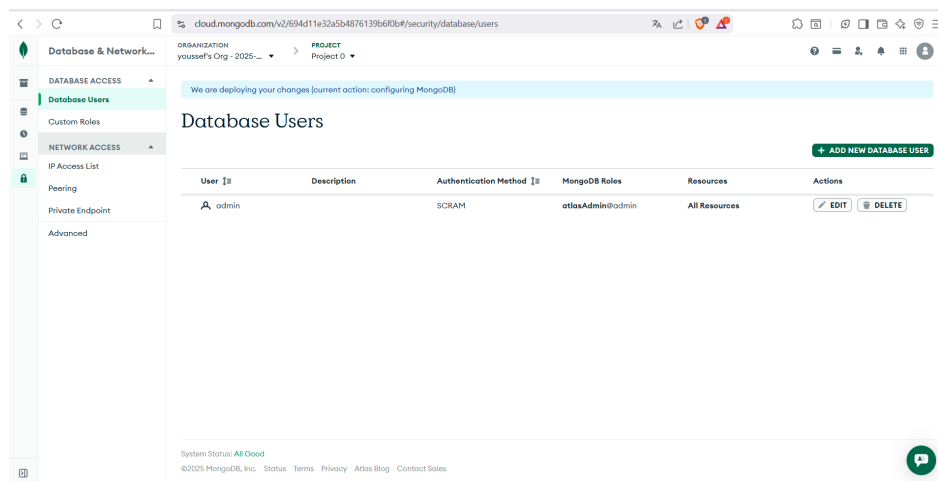 cloud.mongodb.com/v2/694d11e32a5b4876139b6f0b#/security/database/users
Database & Network...
ORGANIZATION
youssef's Org - 2025-...
PROJECT
Project 0
DATABASE ACCESS
Database Users
Custom Roles
NETWORK ACCESS
IP Access List
Peering
Private Endpoint
Advanced
We are deploying your changes (current action: configuring MongoDB)
Database Users
+ ADD NEW DATABASE USER
User Description Authentication Method MongoDB Roles Resources Actions
admin SCRAM atlasAdmin@admin All Resources EDIT DELETE
System Status: All Good
©2025 MongoDB, Inc. Status Terms Privacy Atlas Blog Contact Sales